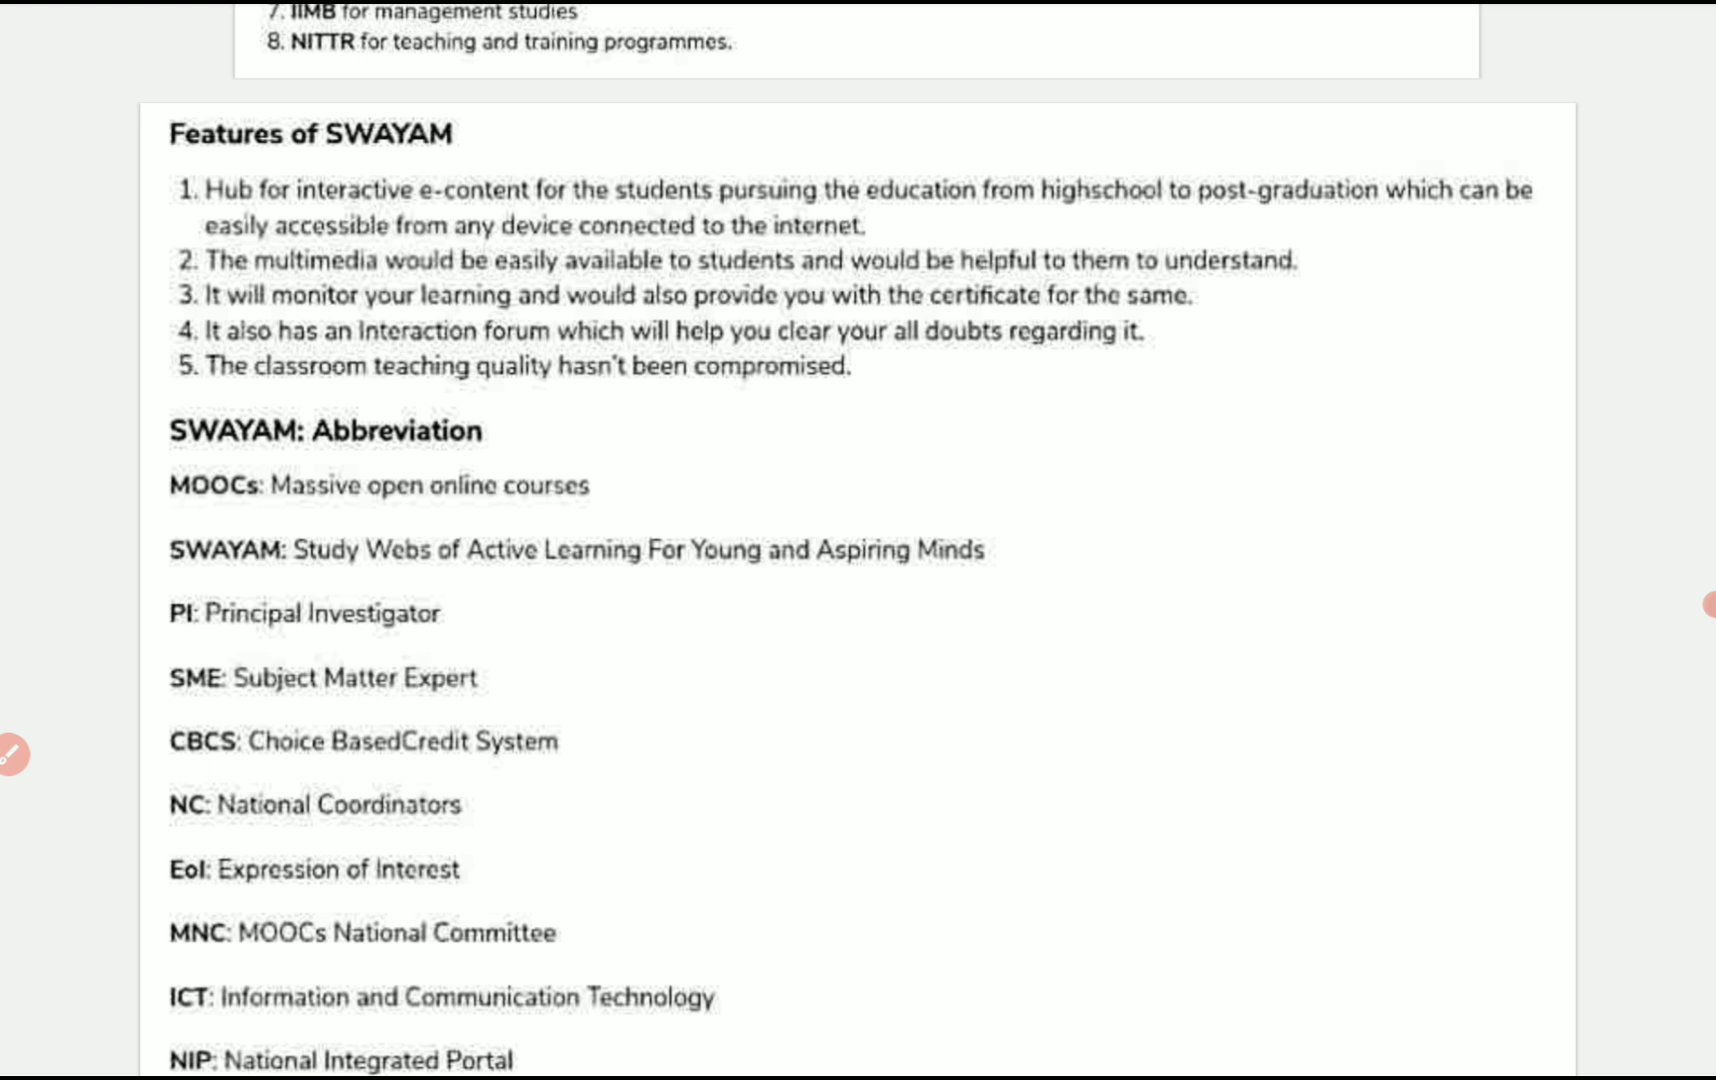 7. IIMB for management studies
8. NITTR for teaching and training programmes.
Features of SWAYAM
1. Hub for interactive e-content for the students pursuing the education from highschool to post-graduation which can be
easily accessible from any device connected to the internet.
2. The multimedia would be easily available to students and would be helpful to them to understand.
3. It will monitor your learning and would also provide you with the certificate for the same.
4. It also has an Interaction forum which will help you clear your all doubts regarding it.
5. The classroom teaching quality hasn't been compromised.
SWAYAM: Abbreviation
MOOCs: Massive open online courses
SWAYAM: Study Webs of Active Learning For Young and Aspiring Minds
PI: Principal Investigator
SME: Subject Matter Expert
CBCS: Choice BasedCredit System
NC: National Coordinators
EoI: Expression of Interest
MNC: MOOCs National Committee
ICT: Information and Communication Technology
NIP: National Integrated Portal